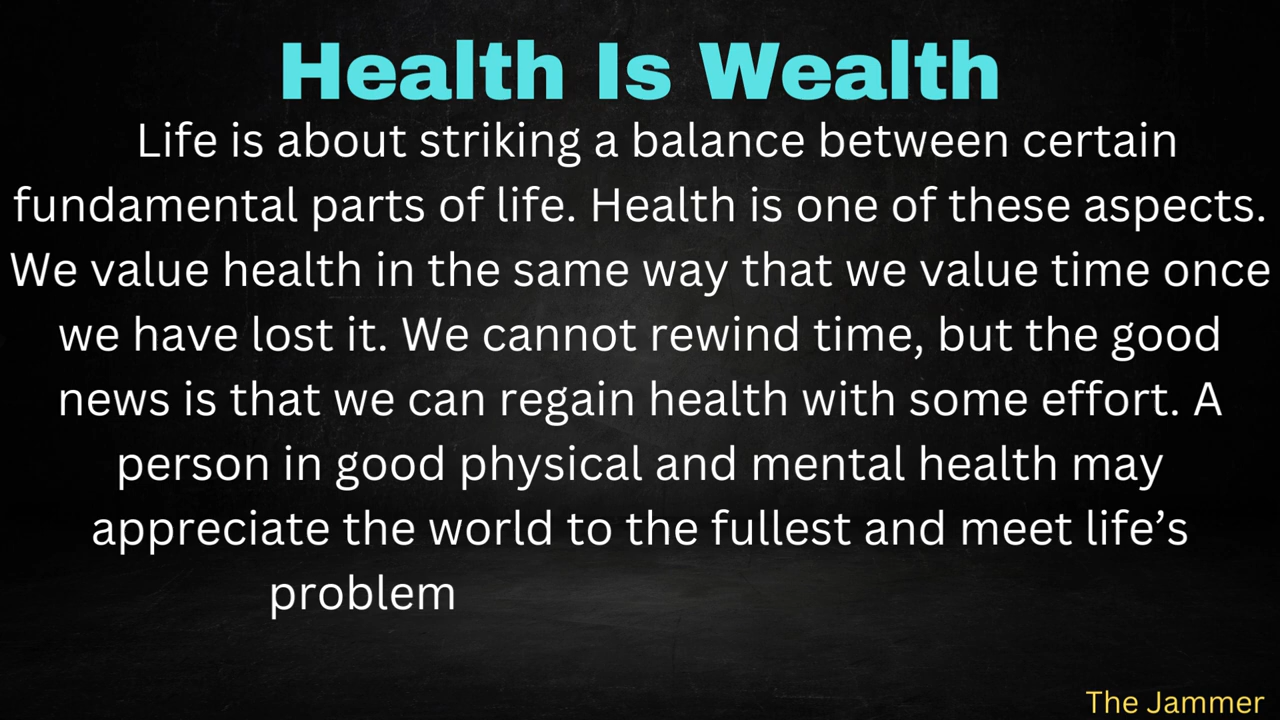 Health Is Wealth
Life is about striking a balance between certain
fundamental parts of life. Health is one of these aspects.
We value health in the same way that we value time once
we have lost it. We cannot rewind time, but the good
news is that we can regain health with some effort. A
person in good physical and mental health may
appreciate the world to the fullest and meet life’s
problem
The Jammer